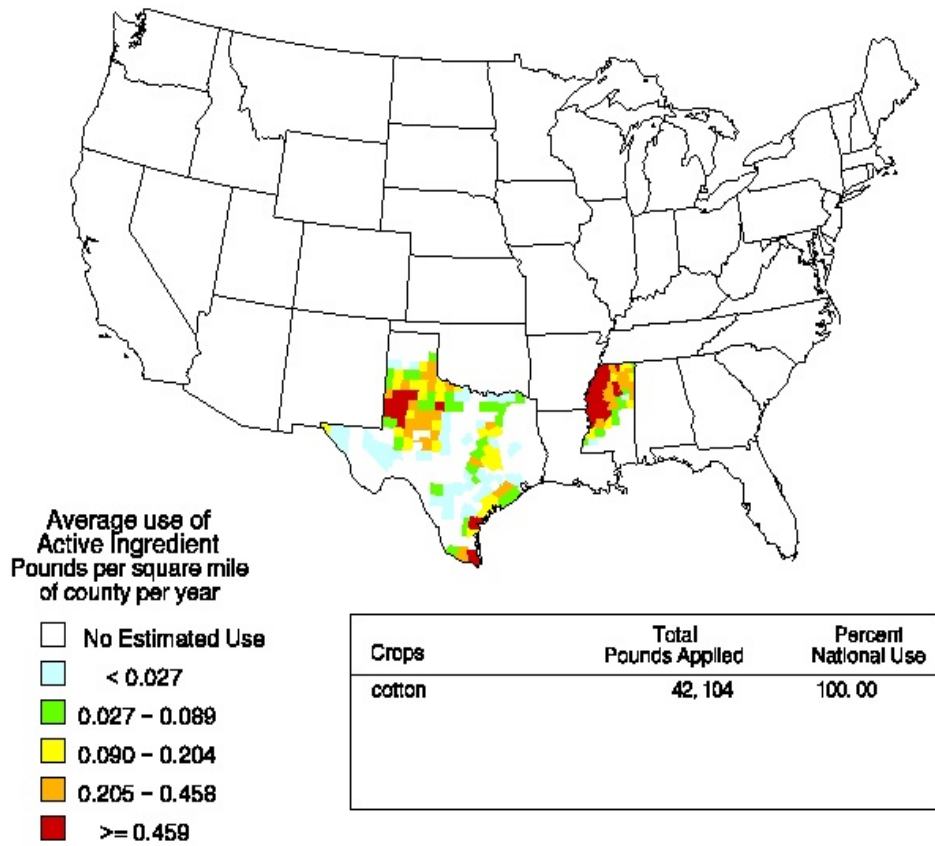 Average use of
Active Ingredient
Pounds per square mile
of county per year
No Estimated Use
< 0.027
0.027 – 0.089
0.090 – 0.204
0.205 – 0.458
>= 0.459
Crops Total Pounds Applied Percent National Use
cotton 42, 104 100. 00